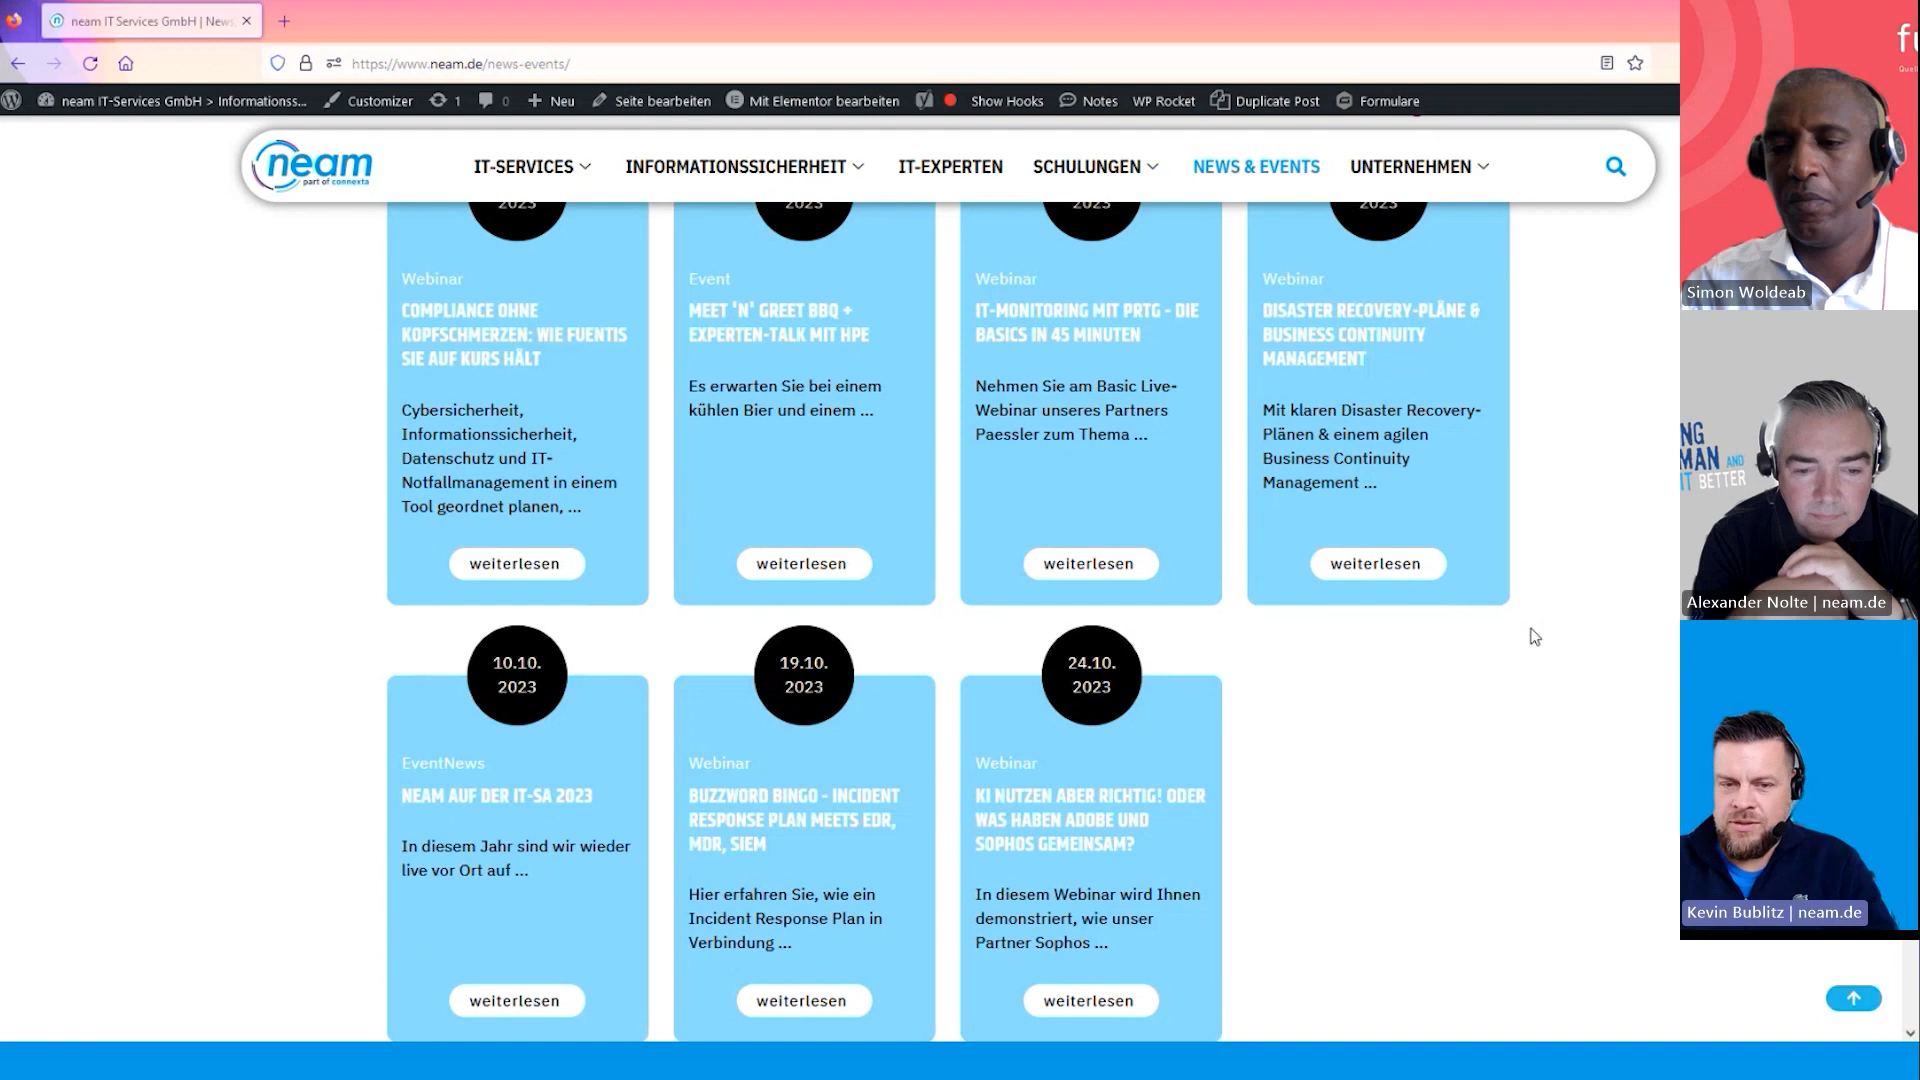 neam IT Services GmbH | News
https://www.neam.de/news-events/
neam IT-Services GmbH > Informationss... Customizer 1 0 Neu Seite bearbeiten Mit Elementor bearbeiten Show Hooks Notes WP Rocket Duplicate Post Formulare
neam
part of connexta
IT-SERVICES INFORMATIONSSICHERHEIT IT-EXPERTEN SCHULUNGEN NEWS & EVENTS UNTERNEHMEN
2023
Webinar
COMPLIANCE OHNE
KOPFSCHMERZEN: WIE FUENTIS
SIE AUF KURS HÄLT
Cybersicherheit,
Informationssicherheit,
Datenschutz und IT-
Notfallmanagement in einem
Tool geordnet planen, ...
weiterlesen
2023
Event
MEET 'N' GREET BBQ +
EXPERTEN-TALK MIT HPE
Es erwarten Sie bei einem
kühlen Bier und einem ...
weiterlesen
2023
Webinar
IT-MONITORING MIT PRTG - DIE
BASICS IN 45 MINUTEN
Nehmen Sie am Basic Live-
Webinar unseres Partners
Paessler zum Thema ...
weiterlesen
2023
Webinar
DISASTER RECOVERY-PLÄNE &
BUSINESS CONTINUITY
MANAGEMENT
Mit klaren Disaster Recovery-
Plänen & einem agilen
Business Continuity
Management ...
weiterlesen
10.10.
2023
EventNews
NEAM AUF DER IT-SA 2023
In diesem Jahr sind wir wieder
live vor Ort auf ...
weiterlesen
19.10.
2023
Webinar
BUZZWORD BINGO - INCIDENT
RESPONSE PLAN MEETS EDR,
MDR, SIEM
Hier erfahren Sie, wie ein
Incident Response Plan in
Verbindung ...
weiterlesen
24.10.
2023
Webinar
KI NUTZEN ABER RICHTIG! ODER
WAS HABEN ADOBE UND
SOPHOS GEMEINSAM?
In diesem Webinar wird Ihnen
demonstriert, wie unser
Partner Sophos ...
weiterlesen
fu
Simon Woldeab
NG
MAN AND
IT BETTER
Alexander Nolte | neam.de
Kevin Bublitz | neam.de